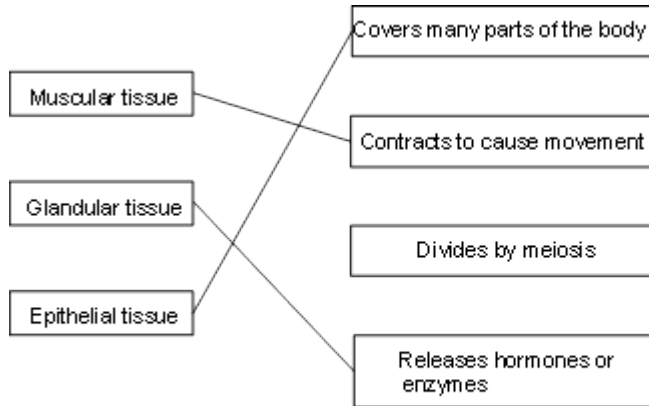 Covers many parts of the body
Muscular tissue
Contracts to cause movement
Glandular tissue
Divides by meiosis
Epithelial tissue
Releases hormones or
enzymes